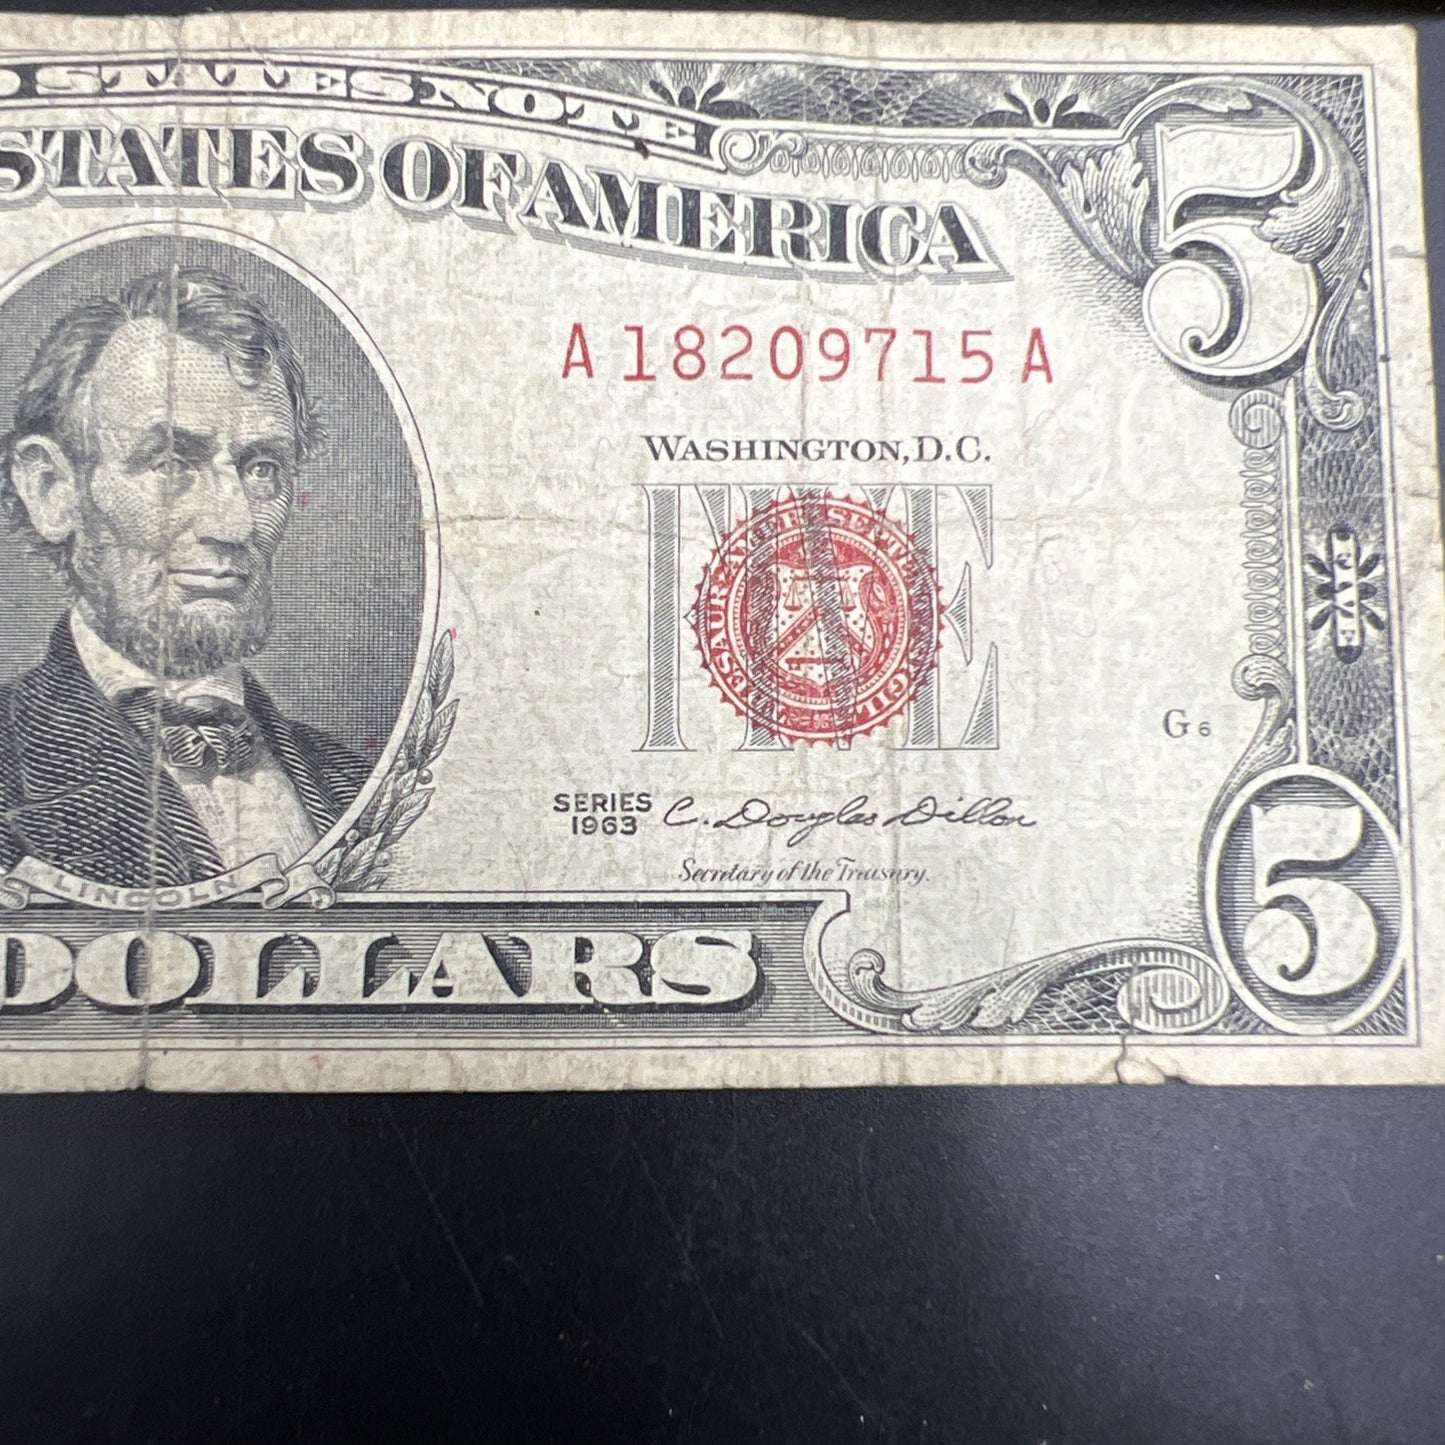 D STATES NOTE
STATES OF AMERICA
5
A 18209715 A
WASHINGTON, D.C.
FIVE
FIVE
G6
SERIES
1963
C. Douglas Dillon
Secretary of the Treasury.
LINCOLN
DOLLARS
5